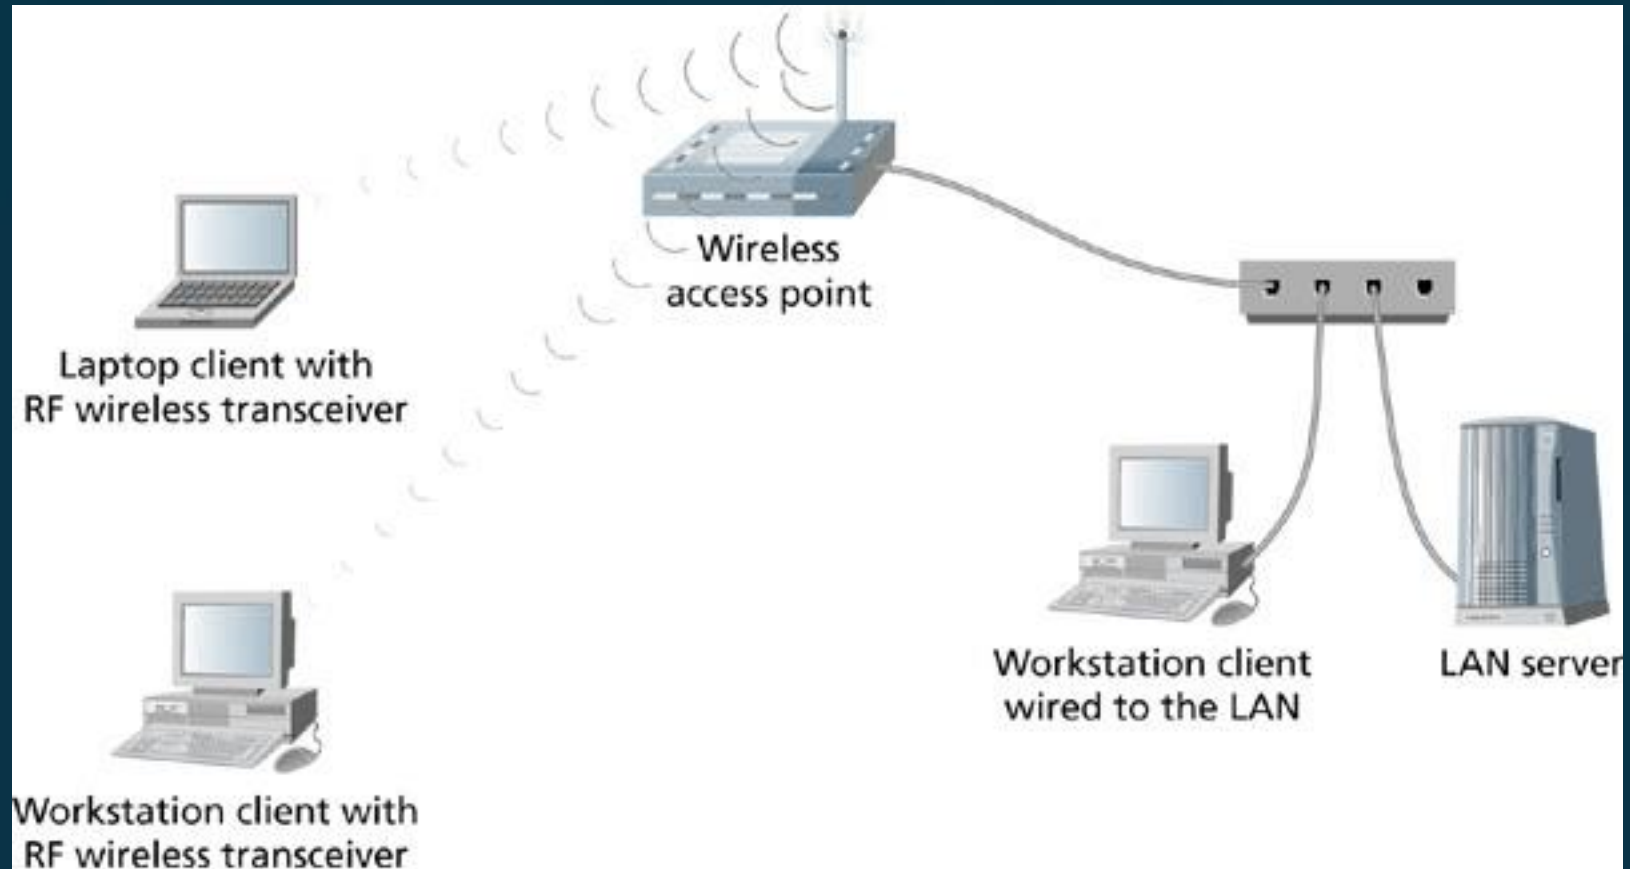 Wireless
access point
Laptop client with
RF wireless transceiver
Workstation client
wired to the LAN
LAN server
Workstation client with
RF wireless transceiver